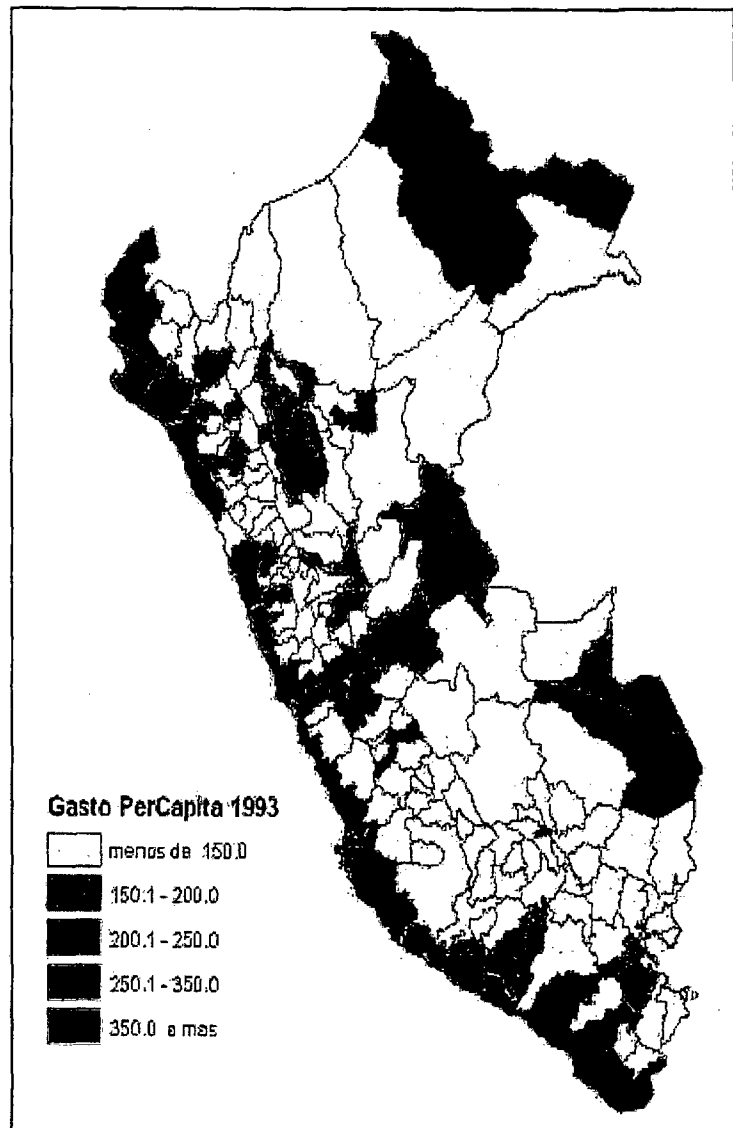 Gasto PerCapita 1993
menos de 150.0
150.1 - 200.0
200.1 - 250.0
250.1 - 350.0
350.0 a mas